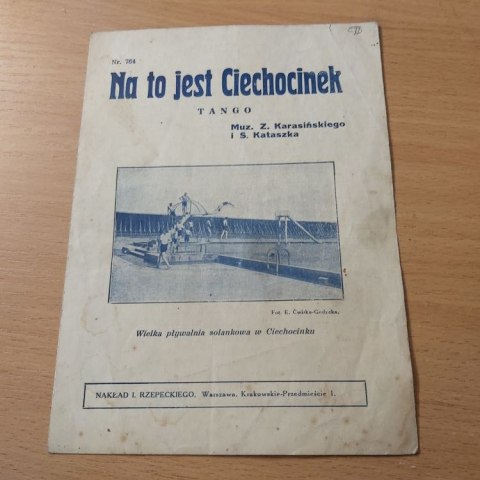 Nr. 764
Na to jest Ciechocinek
TANGO
Muz. Z. Karasińskiego
i S. Kataszka
Fot. E.
Wielka pływalnia solankowa w Ciechocinku
NAKŁAD I. RZEPECKIEGO, Warszawa, Krakowskie-Przedmieście 1.